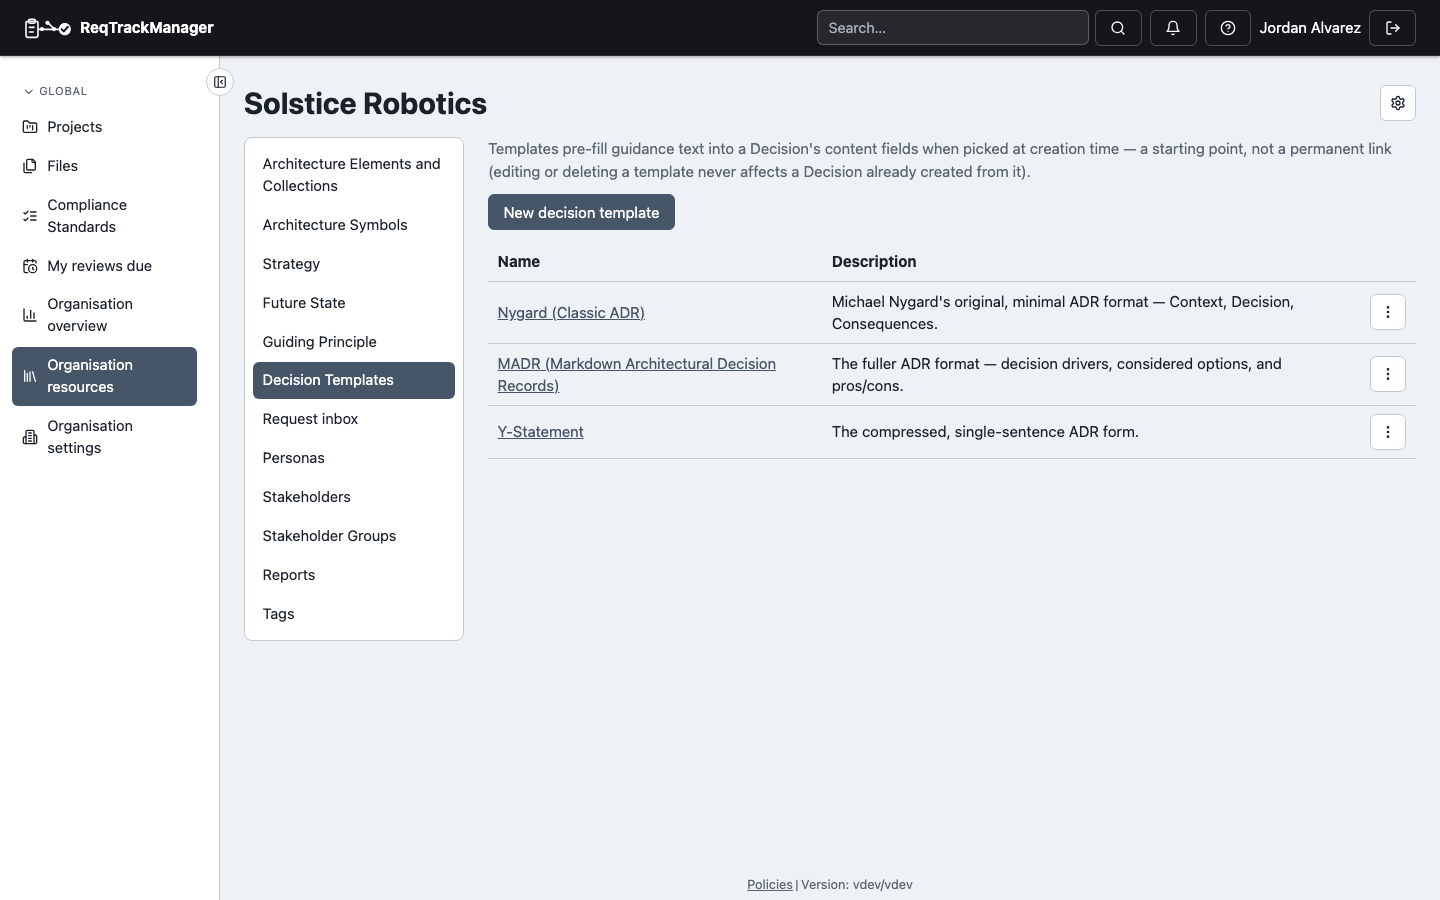 ReqTrackManager
Search...
Jordan Alvarez
GLOBAL
Projects
Files
Compliance
Standards
My reviews due
Organisation
overview
Organisation
resources
Organisation
settings
Solstice Robotics
Architecture Elements and
Collections
Architecture Symbols
Strategy
Future State
Guiding Principle
Decision Templates
Request inbox
Personas
Stakeholders
Stakeholder Groups
Reports
Tags
Templates pre-fill guidance text into a Decision's content fields when picked at creation time — a starting point, not a permanent link
(editing or deleting a template never affects a Decision already created from it).
New decision template
Name Description
Nygard (Classic ADR)
Michael Nygard's original, minimal ADR format — Context, Decision,
Consequences.
MADR (Markdown Architectural Decision
Records)
The fuller ADR format — decision drivers, considered options, and
pros/cons.
Y-Statement
The compressed, single-sentence ADR form.
Policies | Version: vdev/vdev